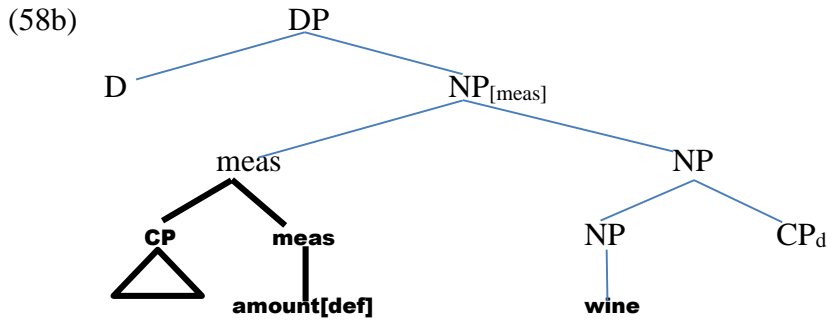 (58b) DP
D NP[meas]
meas NP
CP meas NP CPd
amount[def] wine